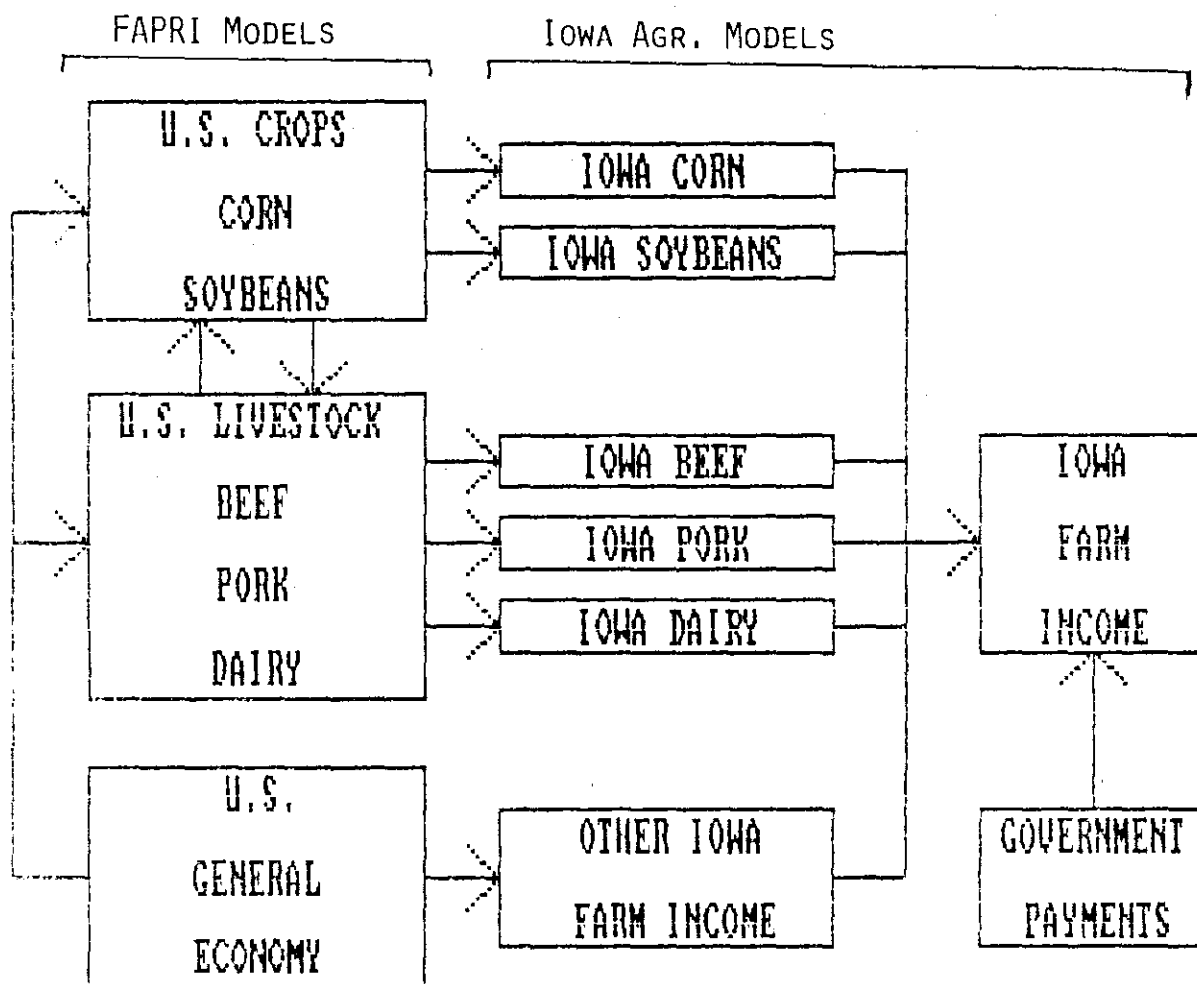 FAPRI MODELS
IOWA AGR. MODELS
U.S. CROPS
CORN
SOYBEANS
IOWA CORN
IOWA SOYBEANS
U.S. LIVESTOCK
BEEF
PORK
DAIRY
IOWA BEEF
IOWA PORK
IOWA DAIRY
IOWA
FARM
INCOME
U.S.
GENERAL
ECONOMY
OTHER IOWA
FARM INCOME
GOVERNMENT
PAYMENTS